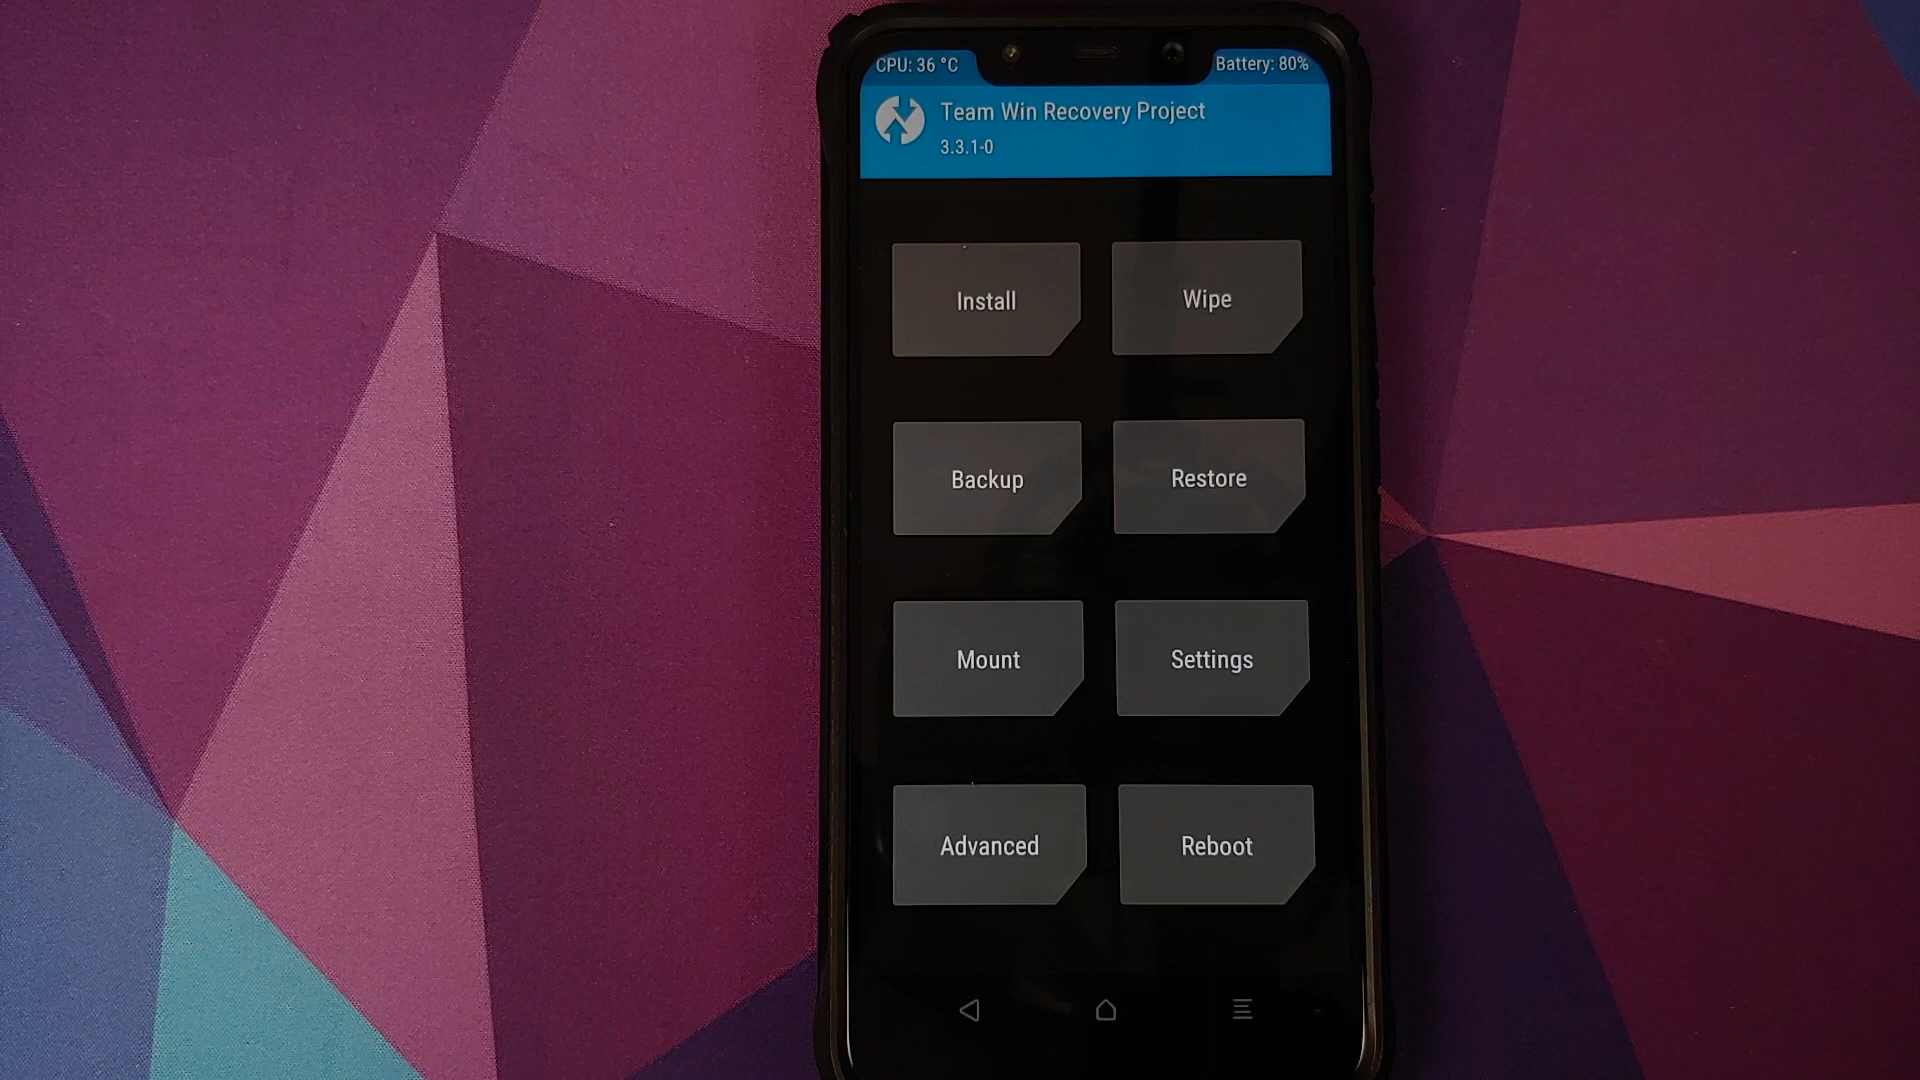 CPU: 36 °C
Battery: 80%
Team Win Recovery Project
3.3.1-0
Install
Wipe
Backup
Restore
Mount
Settings
Advanced
Reboot